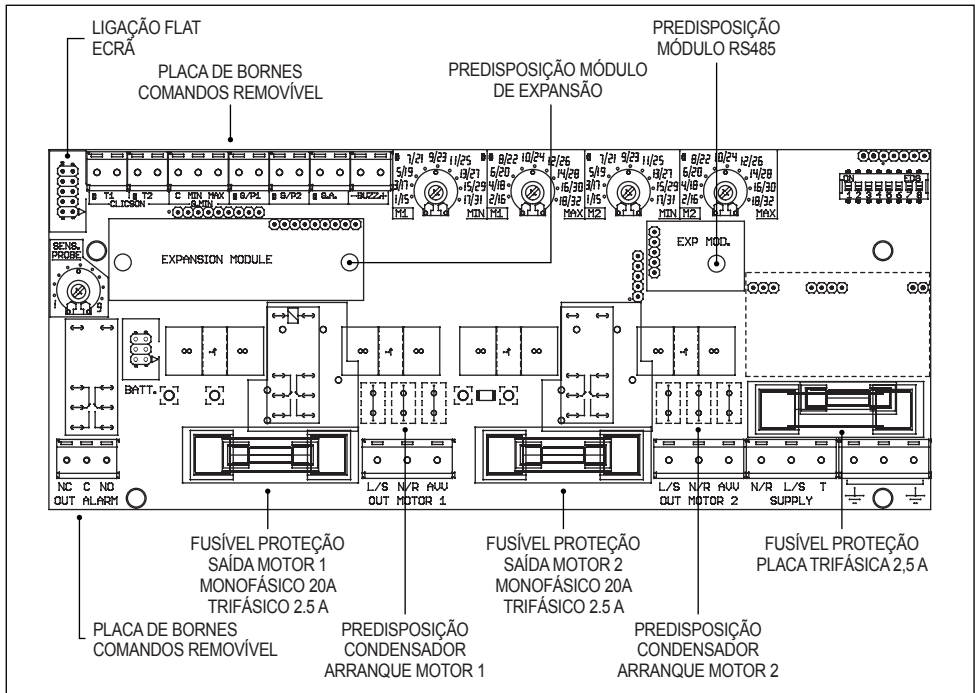 LIGAÇÃO FLAT
ECRÃ
PLACA DE BORNES
COMANDOS REMOVÍVEL
PREDISPOSIÇÃO MÓDULO
DE EXPANSÃO
PREDISPOSIÇÃO
MÓDULO RS485
T1 T2 C MIN MAX S/P1 S/P2 G.A. -BUZZ+
CLICSON G.MIN
7/21 9/23 11/25
5/19 13/21
3/17 15/29
1/15 17/31
M1 MIN
8/22 10/24 12/26
6/20 14/28
4/18 16/30
2/16 18/32
M1 MAX
7/21 9/23 11/25
5/19 13/21
3/17 15/29
1/15 17/31
M2 MIN
8/22 10/24 12/26
6/20 14/28
4/18 16/30
2/16 18/32
M2 MAX
ON
1 2 3 4 5 6 7 8
SENS.
PROBE
1 9
EXPANSION MODULE
EXP MOD.
BATT.
NC C NO
OUT ALARM
L/S N/R AVV
OUT MOTOR 1
L/S N/R AVV
OUT MOTOR 2
N/R L/S T
SUPPLY
FUSÍVEL PROTEÇÃO
SAÍDA MOTOR 1
MONOFÁSICO 20A
TRIFÁSICO 2.5 A
FUSÍVEL PROTEÇÃO
SAÍDA MOTOR 2
MONOFÁSICO 20A
TRIFÁSICO 2.5 A
FUSÍVEL PROTEÇÃO
PLACA TRIFÁSICA 2,5 A
PLACA DE BORNES
COMANDOS REMOVÍVEL
PREDISPOSIÇÃO
CONDENSADOR
ARRANQUE MOTOR 1
PREDISPOSIÇÃO
CONDENSADOR
ARRANQUE MOTOR 2